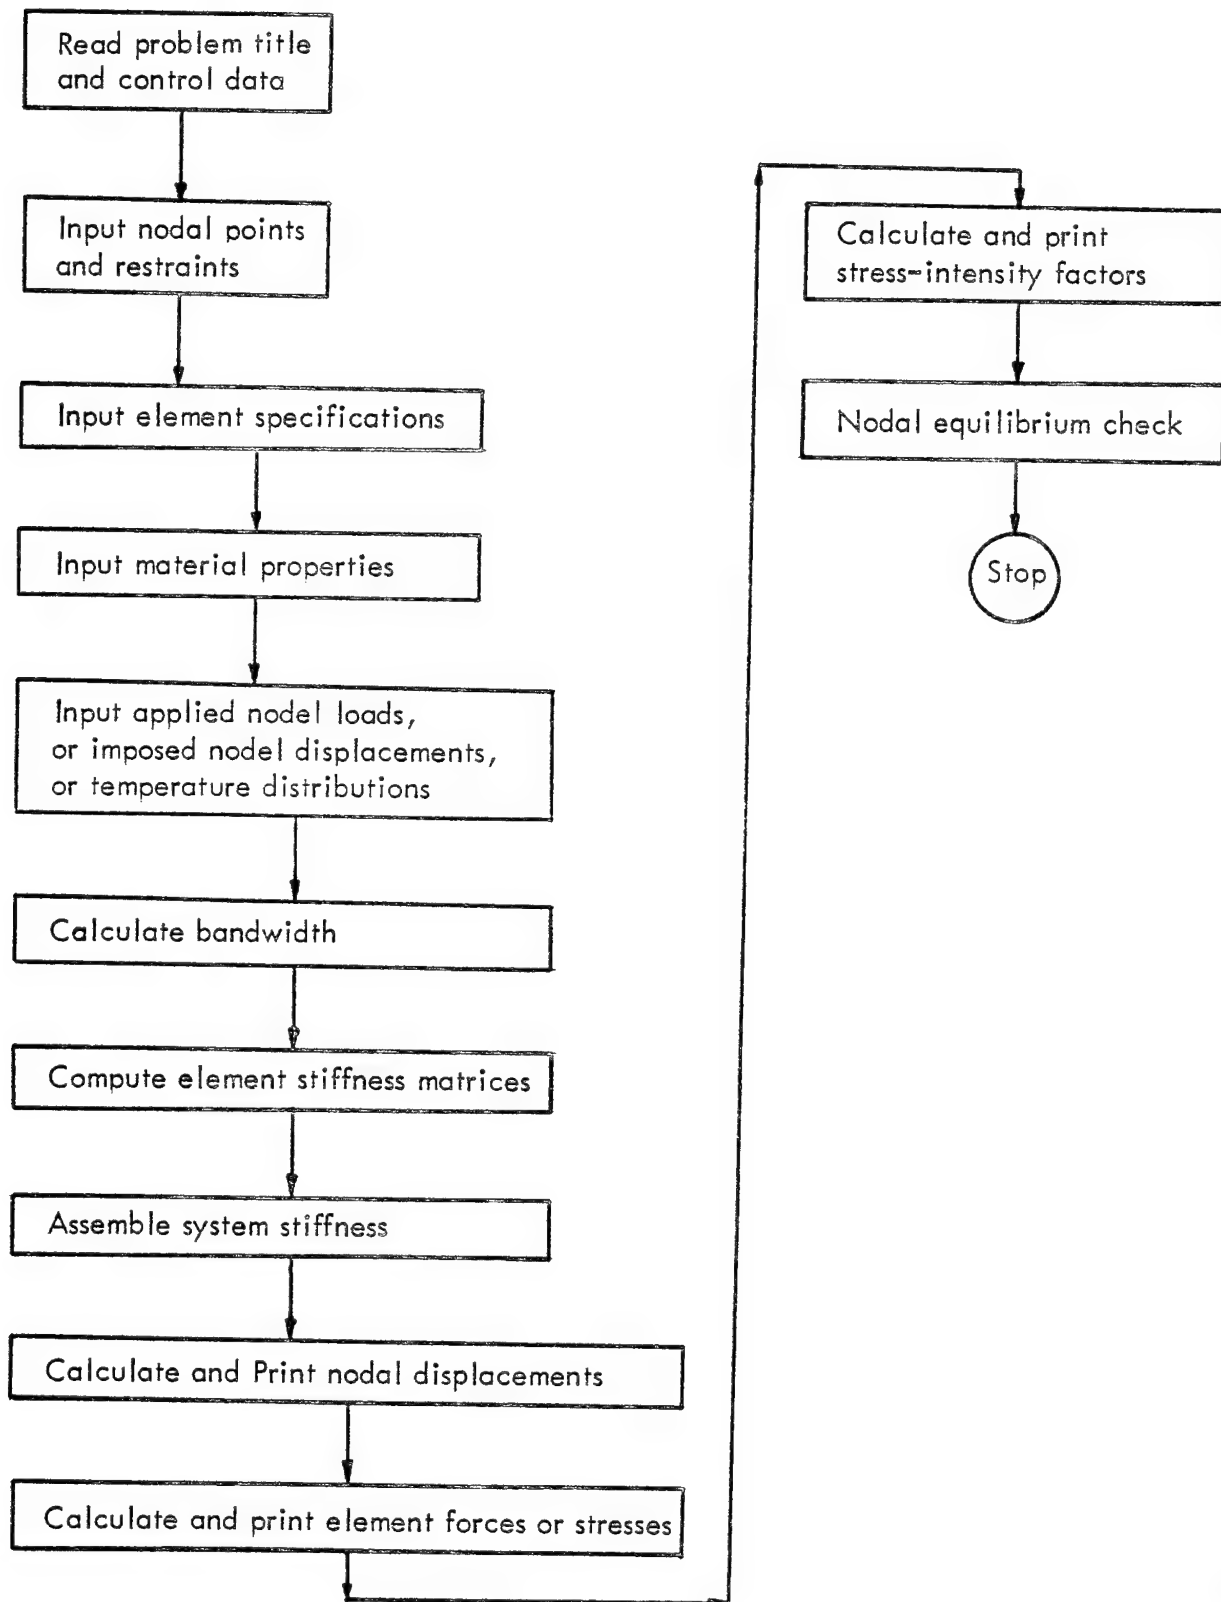 Read problem title
and control data
Input nodal points
and restraints
Input element specifications
Input material properties
Input applied nodel loads,
or imposed nodel displacements,
or temperature distributions
Calculate bandwidth
Compute element stiffness matrices
Assemble system stiffness
Calculate and Print nodal displacements
Calculate and print element forces or stresses
Calculate and print
stress-intensity factors
Nodal equilibrium check
Stop